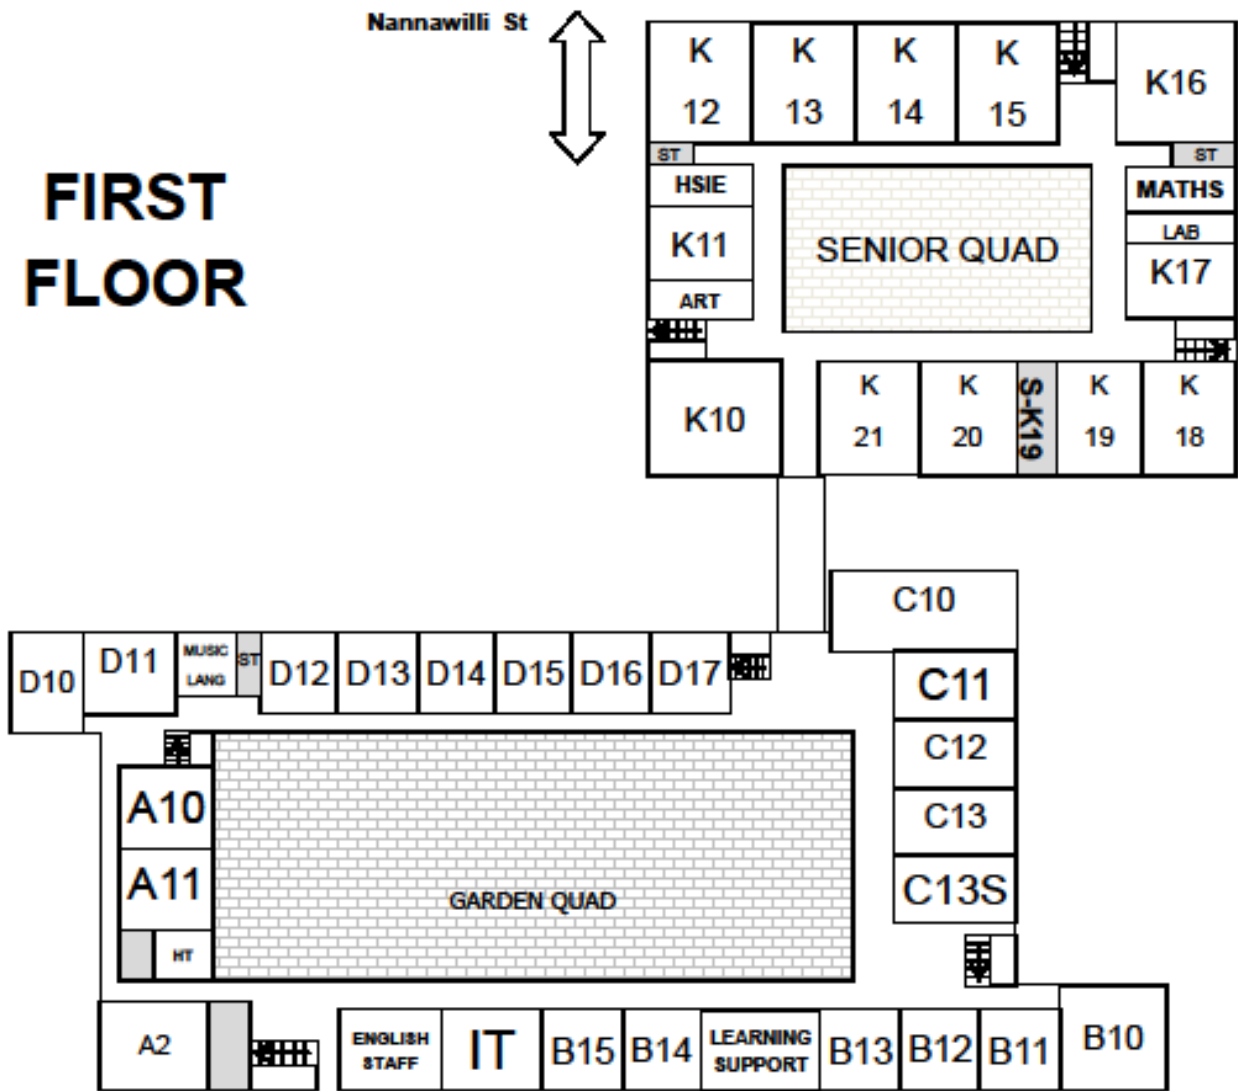 Nannawilli St
FIRST
FLOOR
K
12
K
13
K
14
K
15
K16
ST
ST
HSIE
K11
ART
SENIOR QUAD
MATHS
LAB
K17
K10
K
21
K
20
S-K19
K
19
K
18
C10
C11
C12
C13
C13S
D10
D11
MUSIC
LANG
ST
D12
D13
D14
D15
D16
D17
A10
A11
HT
GARDEN QUAD
A2
ENGLISH
STAFF
IT
B15
B14
LEARNING
SUPPORT
B13
B12
B11
B10